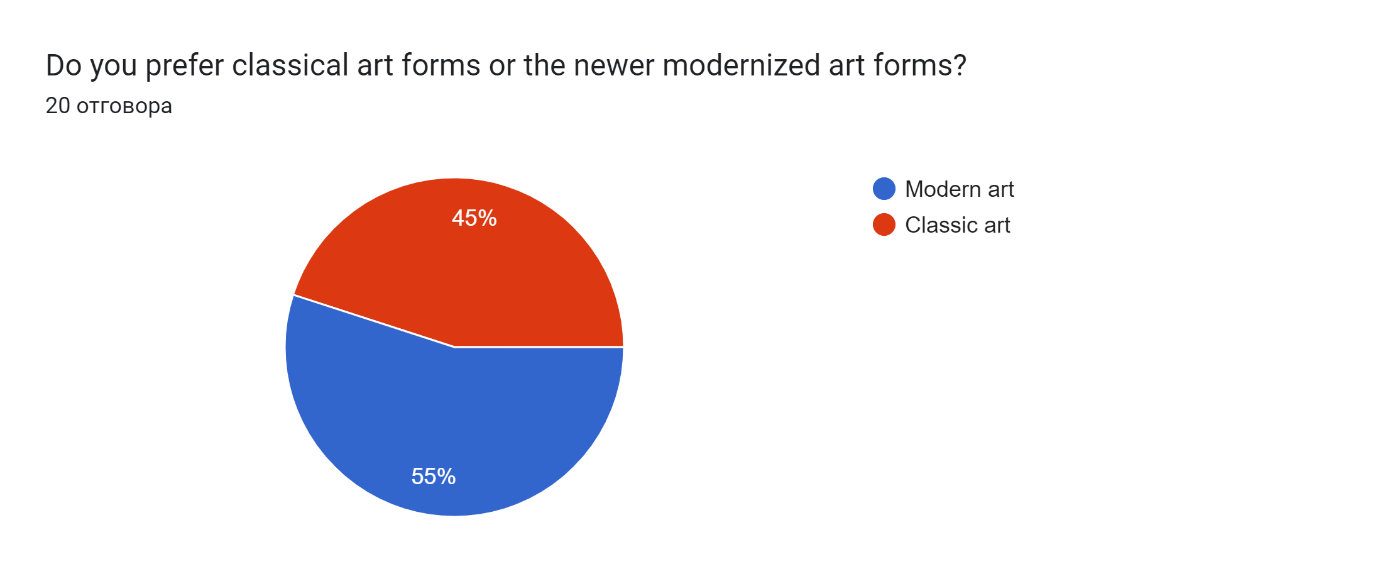 Do you prefer classical art forms or the newer modernized art forms?
20 отговора
Modern art
Classic art
45%
55%